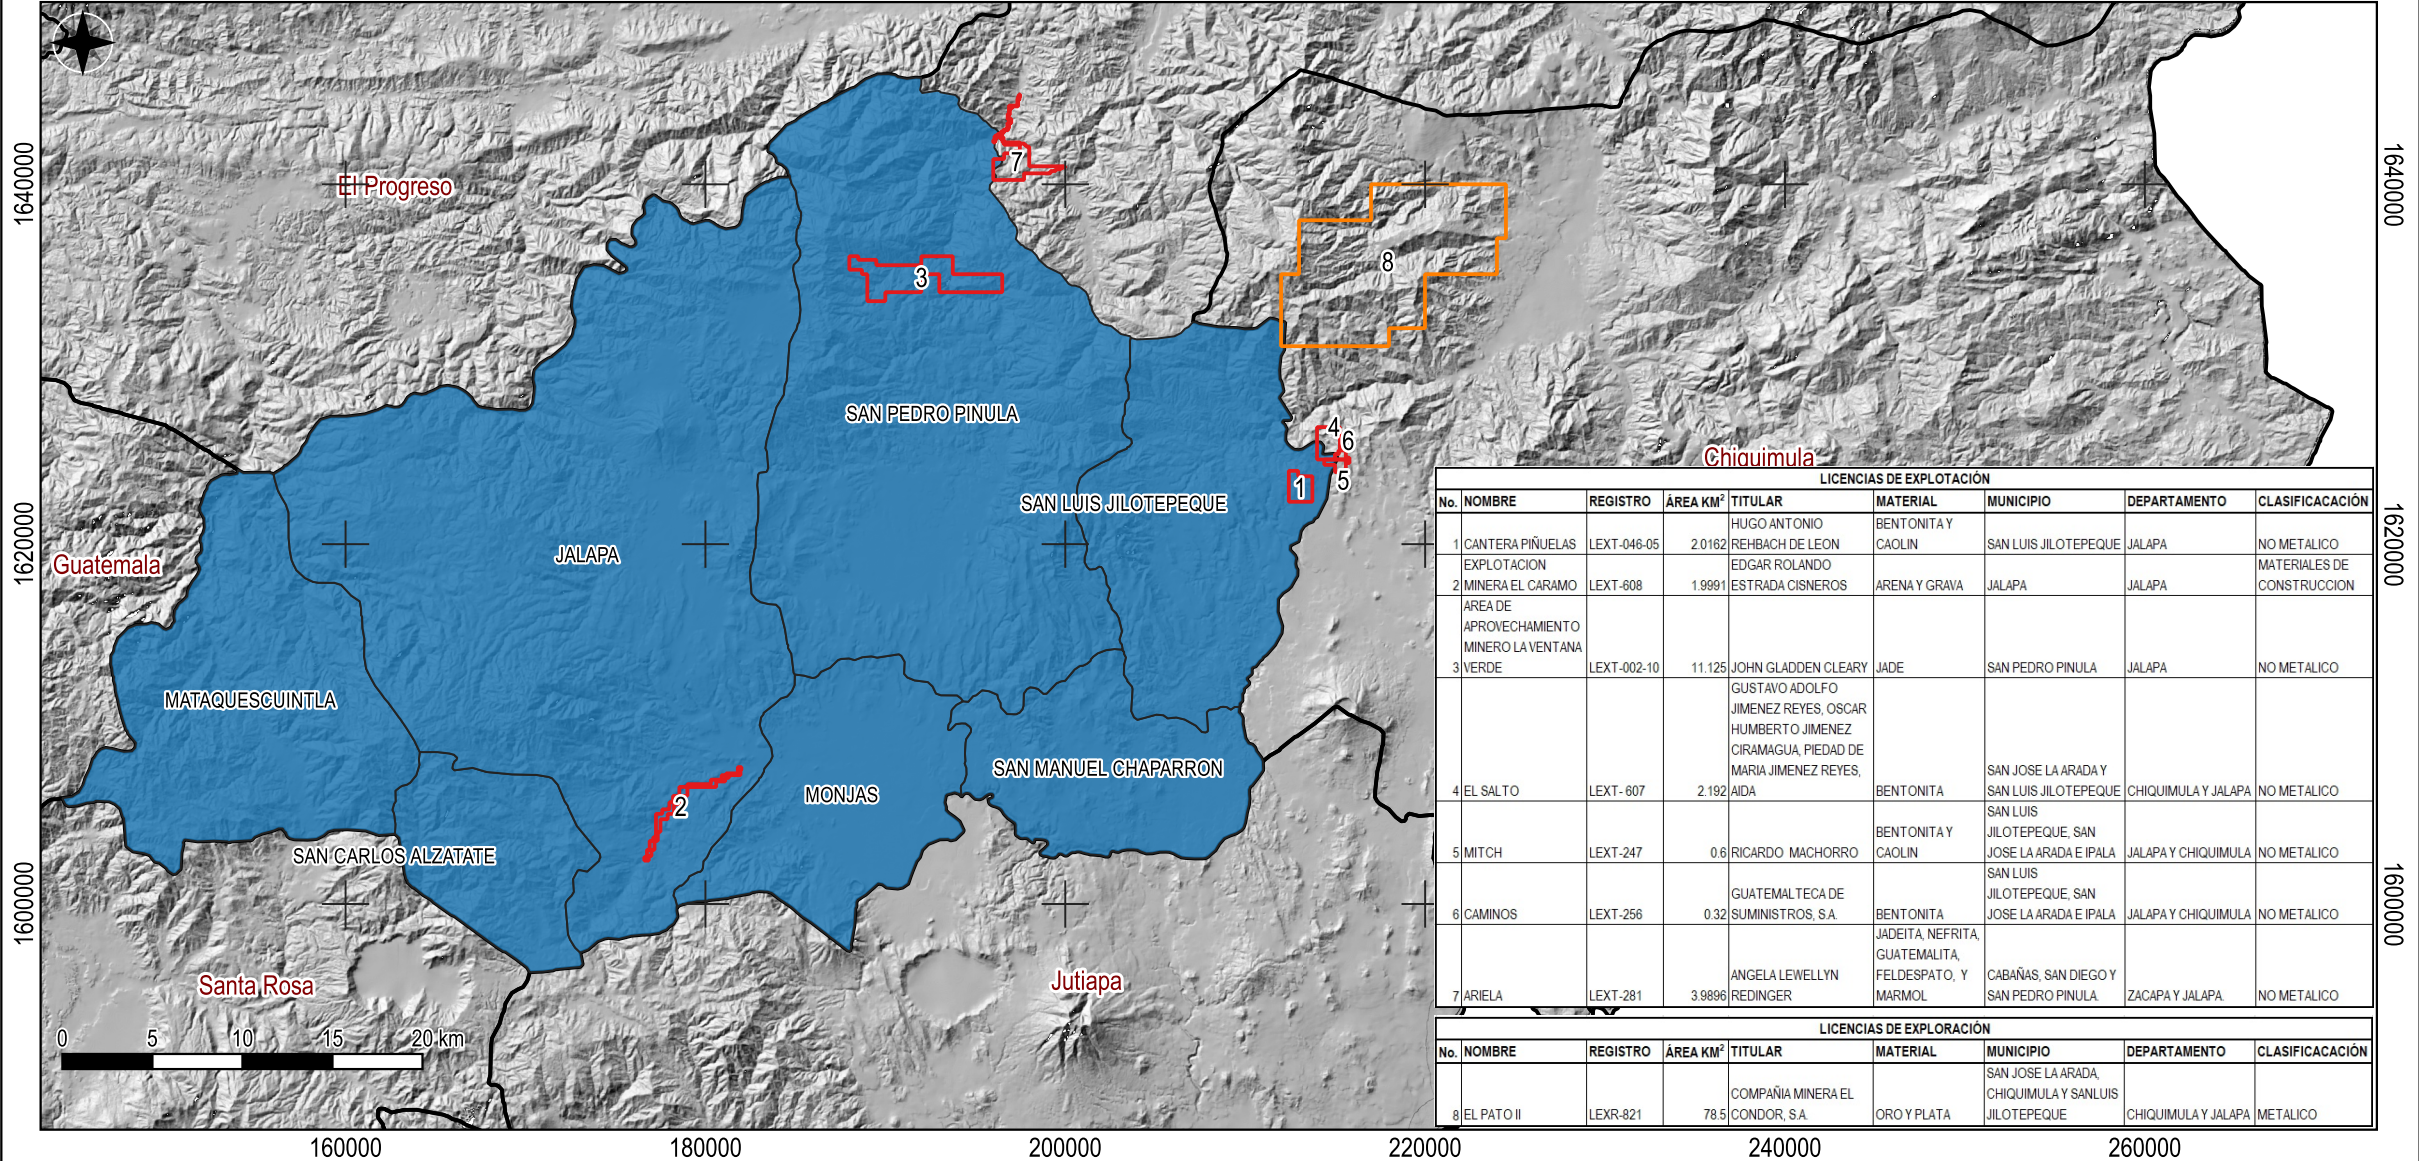 El Progreso
Guatemala
Santa Rosa
Jutiapa
Chiquimula
SAN PEDRO PINULA
SAN LUIS JILOTEPEQUE
JALAPA
MATAQUESCUINTLA
SAN CARLOS ALZATATE
MONJAS
SAN MANUEL CHAPARRON
7
3
8
4
6
5
1
2
1640000
1620000
1600000
1640000
1620000
1600000
0 5 10 15 20 km
160000 180000 200000 220000 240000 260000
LICENCIAS DE EXPLOTACIÓN
No. NOMBRE REGISTRO ÁREA KM² TITULAR MATERIAL MUNICIPIO DEPARTAMENTO CLASIFICACACIÓN
HUGO ANTONIO BENTONITA Y
1 CANTERA PIÑUELAS LEXT-046-05 2.0162 REHBACH DE LEON CAOLIN SAN LUIS JILOTEPEQUE JALAPA NO METALICO
EXPLOTACION EDGAR ROLANDO MATERIALES DE
2 MINERA EL CARAMO LEXT-608 1.9991 ESTRADA CISNEROS ARENA Y GRAVA JALAPA JALAPA CONSTRUCCION
AREA DE
APROVECHAMIENTO
MINERO LA VENTANA
3 VERDE LEXT-002-10 11.125 JOHN GLADDEN CLEARY JADE SAN PEDRO PINULA JALAPA NO METALICO
GUSTAVO ADOLFO
JIMENEZ REYES, OSCAR
HUMBERTO JIMENEZ
CIRAMAGUA, PIEDAD DE
MARIA JIMENEZ REYES, SAN JOSE LA ARADA Y
4 EL SALTO LEXT- 607 2.192 AIDA BENTONITA SAN LUIS JILOTEPEQUE CHIQUIMULA Y JALAPA NO METALICO
SAN LUIS
BENTONITA Y JILOTEPEQUE, SAN
5 MITCH LEXT-247 0.6 RICARDO MACHORRO CAOLIN JOSE LA ARADA E IPALA JALAPA Y CHIQUIMULA NO METALICO
SAN LUIS
GUATEMALTECA DE JILOTEPEQUE, SAN
6 CAMINOS LEXT-256 0.32 SUMINISTROS, S.A. BENTONITA JOSE LA ARADA E IPALA JALAPA Y CHIQUIMULA NO METALICO
JADEITA, NEFRITA,
GUATEMALITA,
ANGELA LEWELLYN FELDESPATO, Y CABAÑAS, SAN DIEGO Y
7 ARIELA LEXT-281 3.9896 REDINGER MARMOL SAN PEDRO PINULA. ZACAPA Y JALAPA. NO METALICO
LICENCIAS DE EXPLORACIÓN
No. NOMBRE REGISTRO ÁREA KM² TITULAR MATERIAL MUNICIPIO DEPARTAMENTO CLASIFICACACIÓN
SAN JOSE LA ARADA,
COMPAÑIA MINERA EL CHIQUIMULA Y SANLUIS
8 EL PATO II LEXR-821 78.5 CONDOR, S.A. ORO Y PLATA JILOTEPEQUE CHIQUIMULA Y JALAPA METALICO